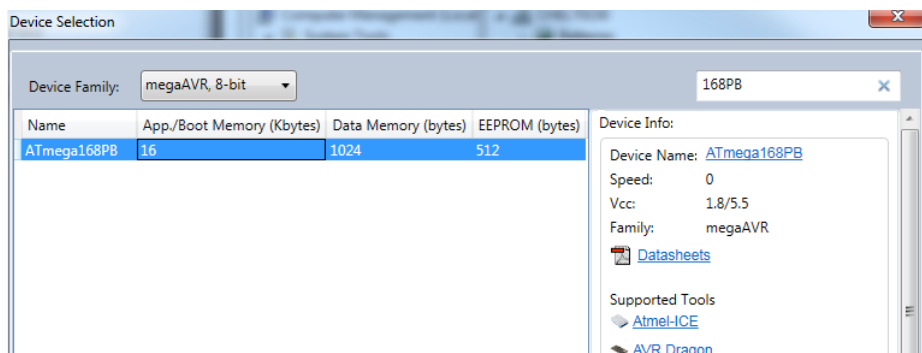 Device Selection
Device Family: megaAVR, 8-bit 168PB
Name App./Boot Memory (Kbytes) Data Memory (bytes) EEPROM (bytes)
ATmega168PB 16 1024 512
Device Info:
Device Name: ATmega168PB
Speed: 0
Vcc: 1.8/5.5
Family: megaAVR
Datasheets
Supported Tools
Atmel-ICE
AVR Dragon